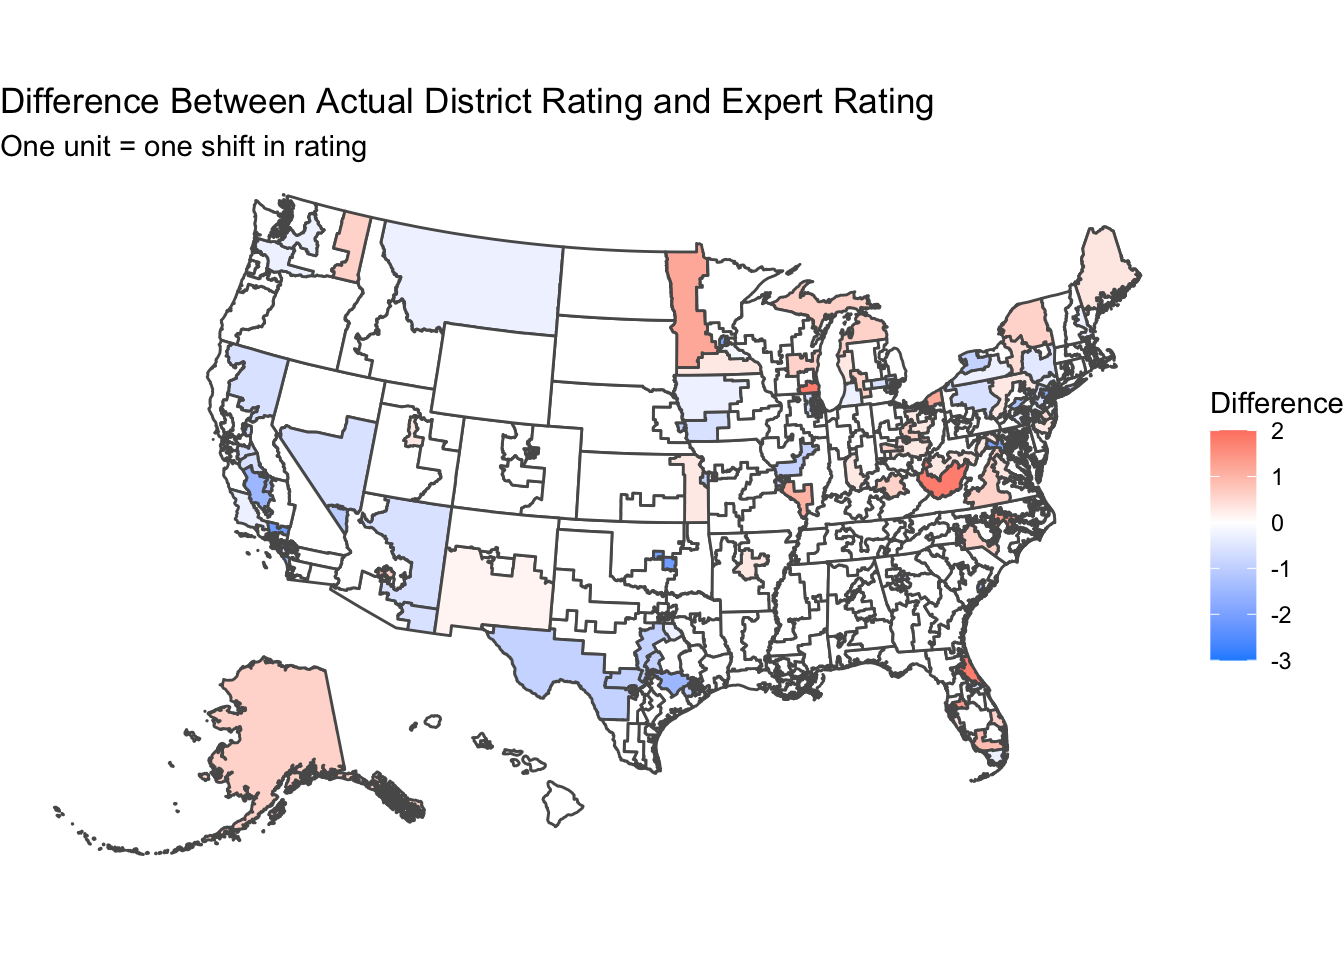 Difference Between Actual District Rating and Expert Rating
One unit = one shift in rating
Difference
2
1
0
-1
-2
-3